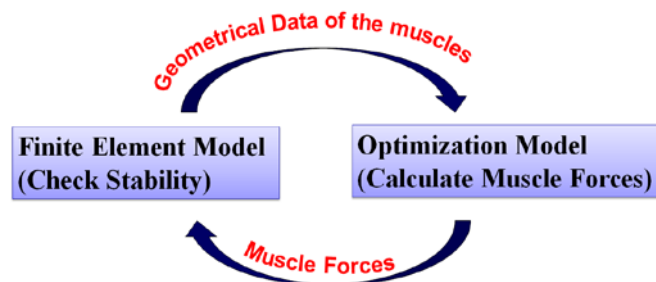 Geometrical Data of the muscles
Finite Element Model
(Check Stability)
Optimization Model
(Calculate Muscle Forces)
Muscle Forces